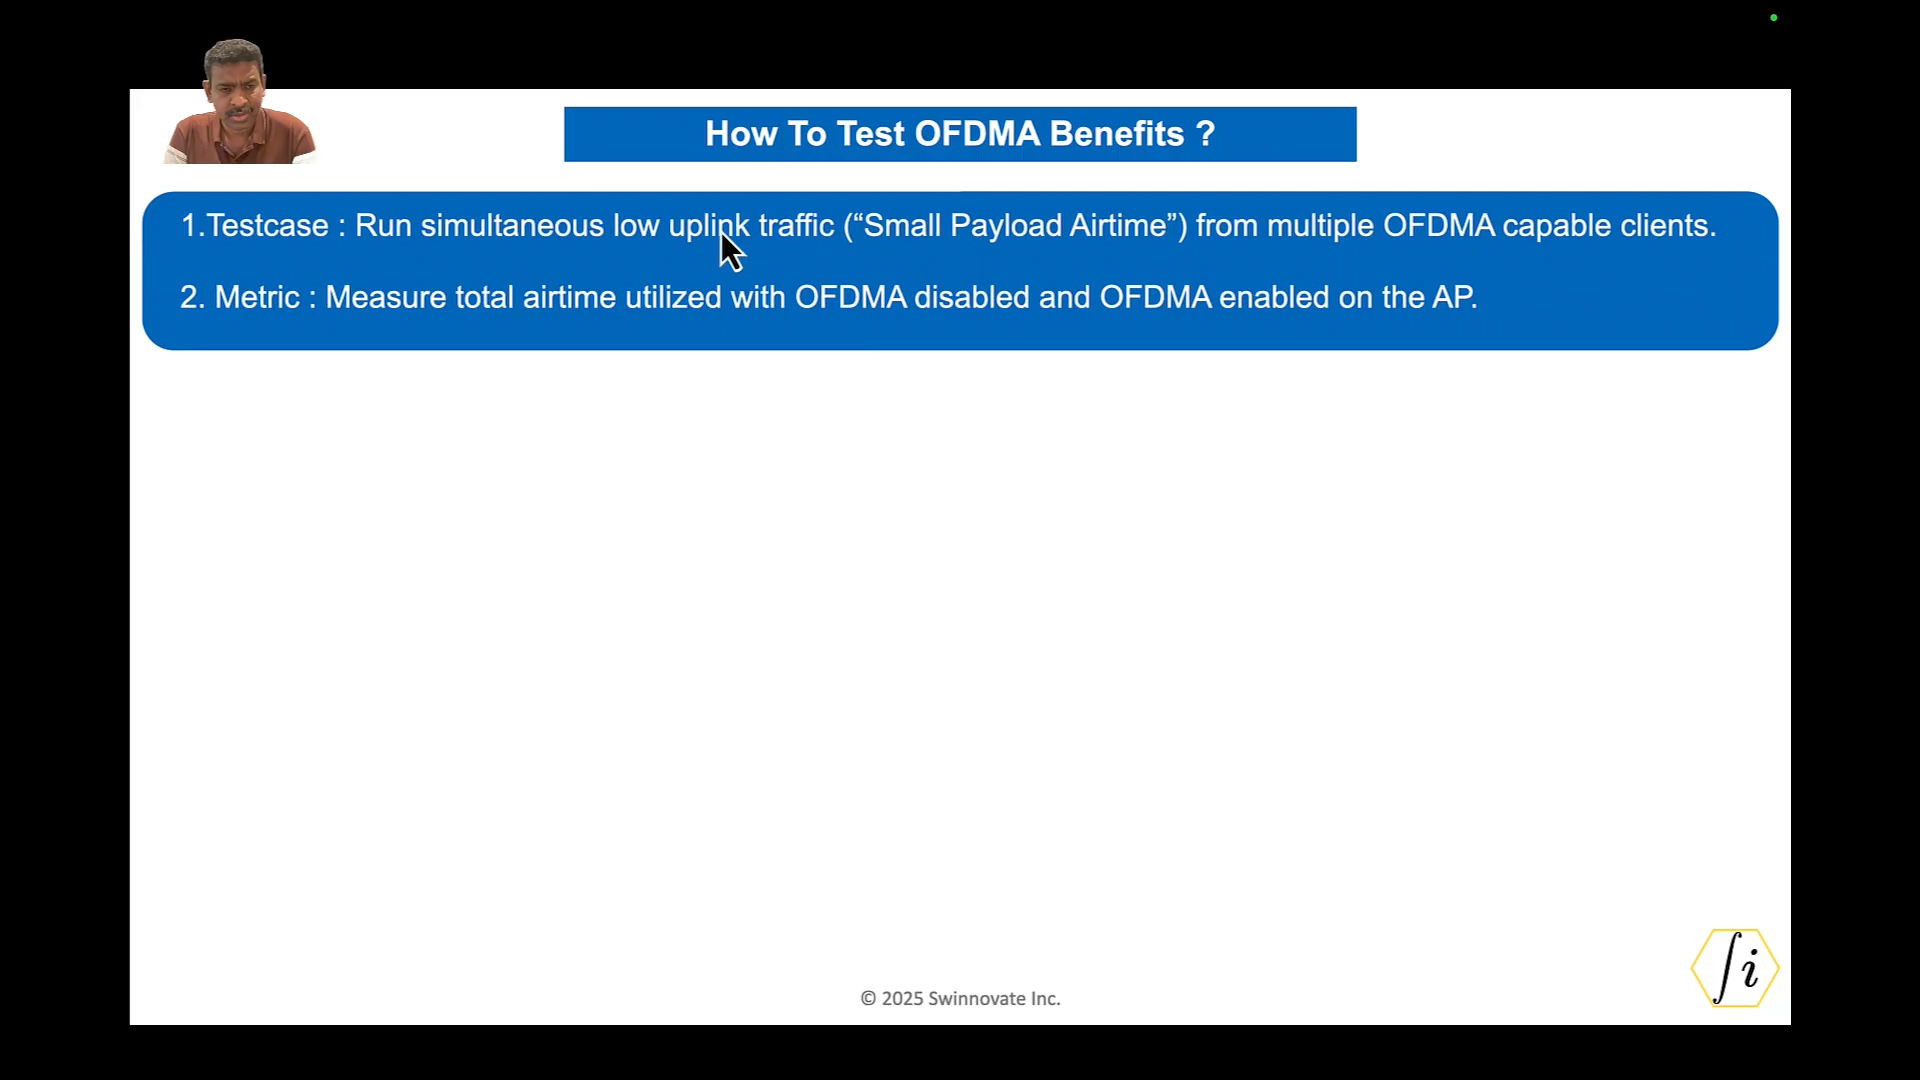 How To Test OFDMA Benefits ?
1.Testcase : Run simultaneous low uplink traffic (“Small Payload Airtime”) from multiple OFDMA capable clients.
2. Metric : Measure total airtime utilized with OFDMA disabled and OFDMA enabled on the AP.
∫i
© 2025 Swinnovate Inc.